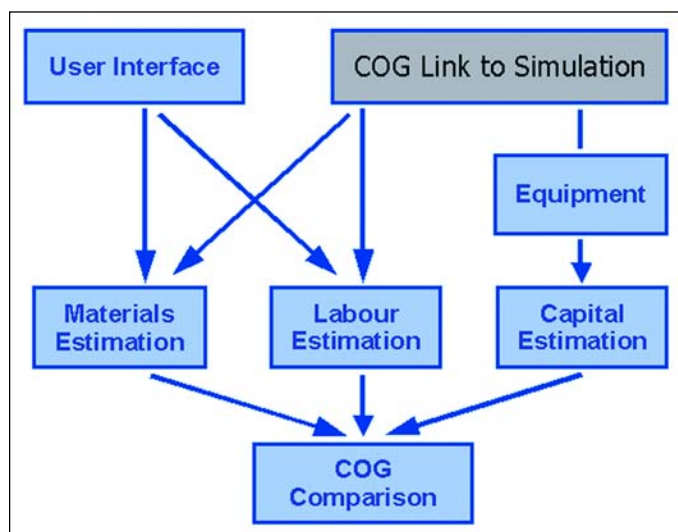 User Interface
COG Link to Simulation
Equipment
Materials
Estimation
Labour
Estimation
Capital
Estimation
COG
Comparison